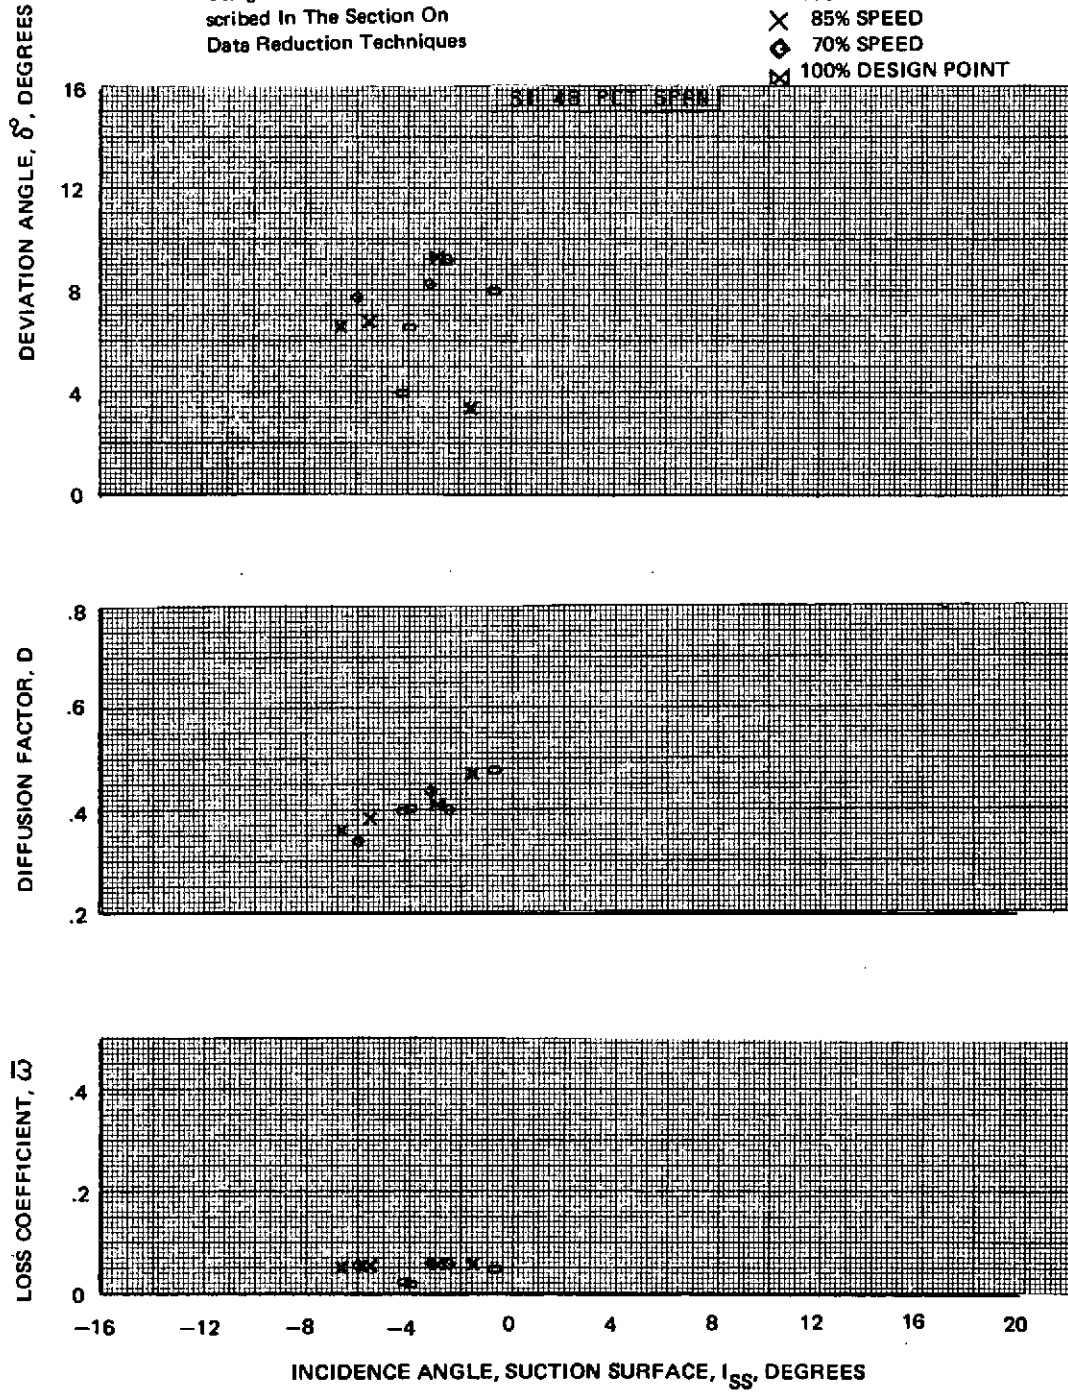 scribed In The Section On
Data Reduction Techniques
× 85% SPEED
70% SPEED
100% DESIGN POINT
PCT SPAN
DEVIATION ANGLE, δ°, DEGREES
16
12
8
4
0
DIFFUSION FACTOR, D
.8
.6
.4
.2
LOSS COEFFICIENT, ω̅
.4
.2
0
−16 −12 −8 −4 0 4 8 12 16 20
INCIDENCE ANGLE, SUCTION SURFACE, I_SS, DEGREES